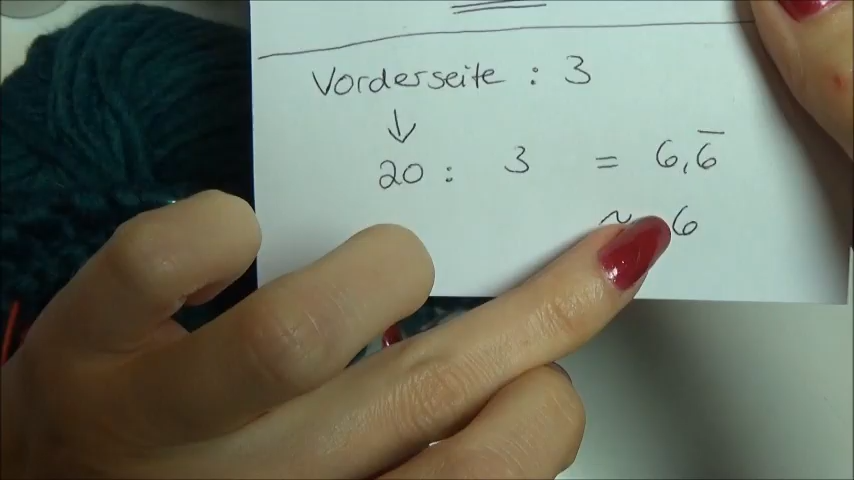 Vorderseite : 3
↓
20 : 3 = 6,6̅
≈ 6